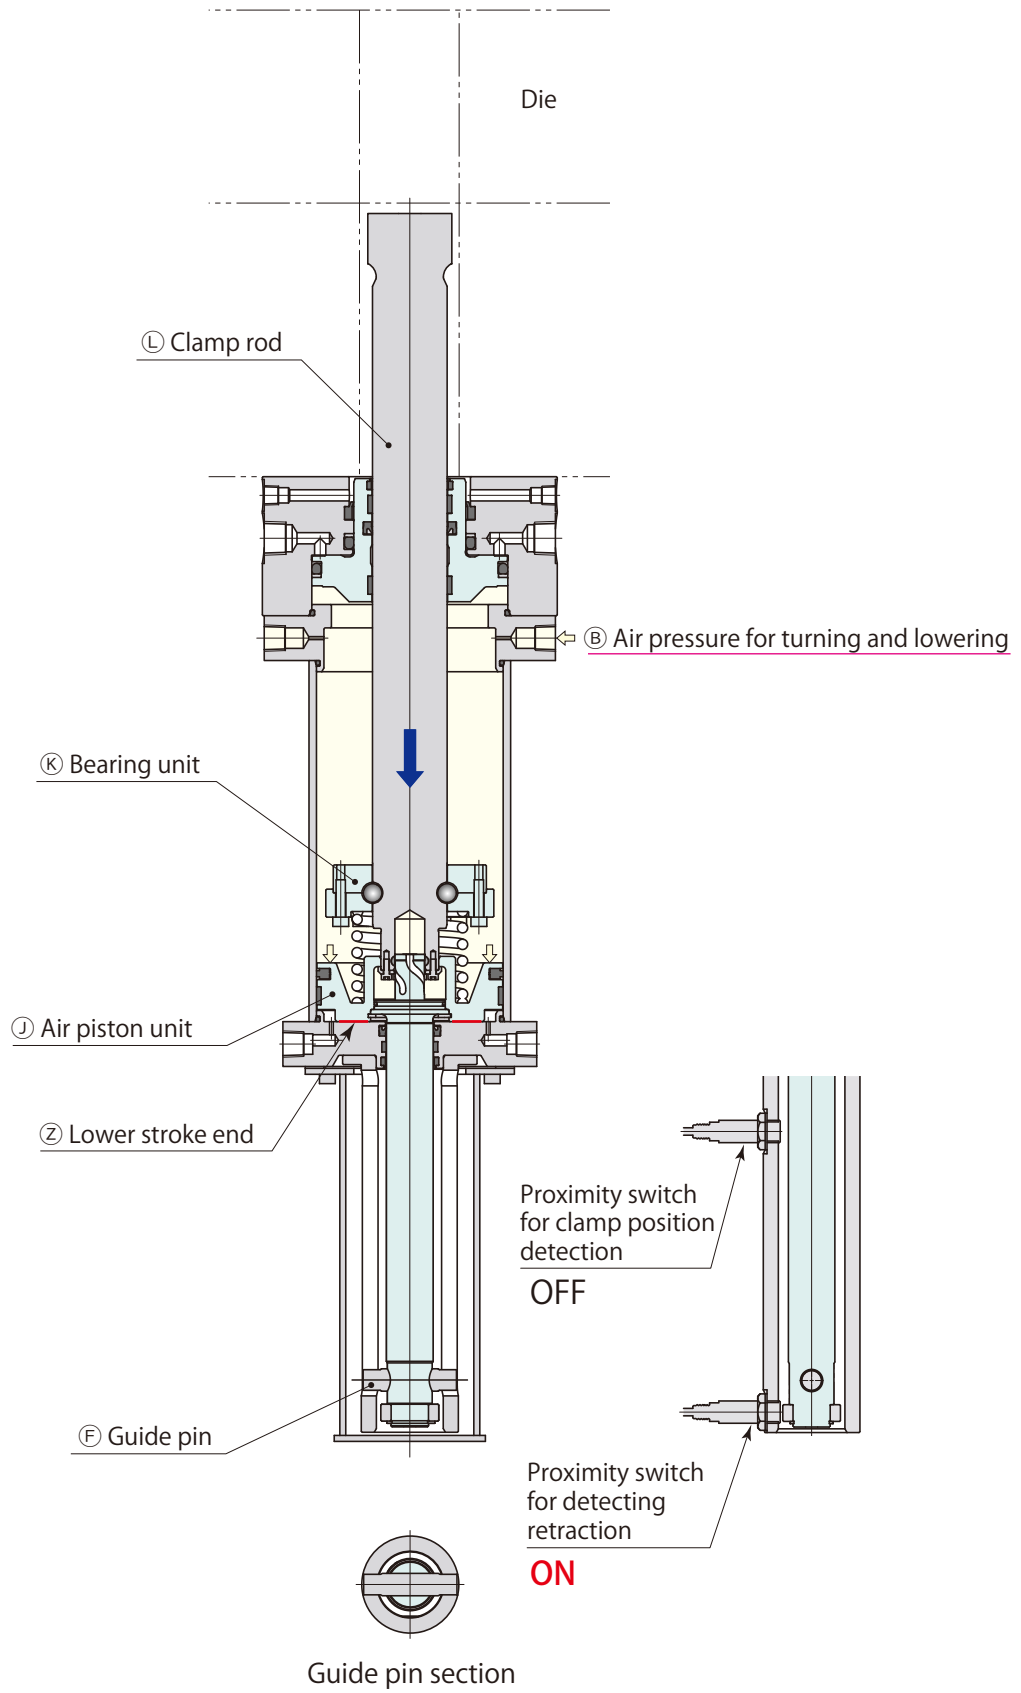 Die
Ⓛ Clamp rod
Ⓑ Air pressure for turning and lowering
Ⓚ Bearing unit
Ⓙ Air piston unit
Ⓩ Lower stroke end
Proximity switch
for clamp position
detection
OFF
Ⓕ Guide pin
Proximity switch
for detecting
retraction
ON
Guide pin section